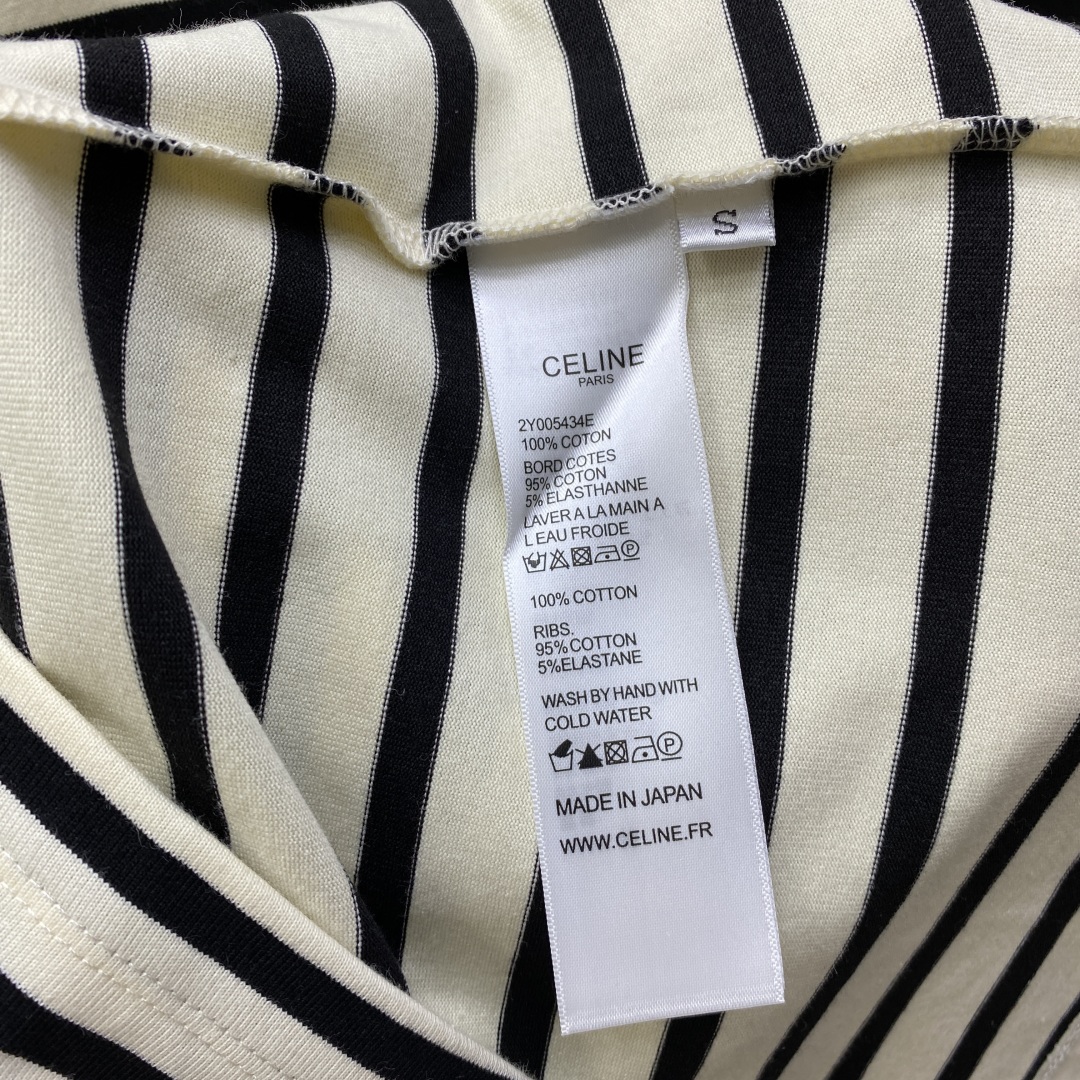 S
CELINE
PARIS
2Y005434E
100% COTON
BORD COTES
95% COTON
5% ELASTHANNE
LAVER A LA MAIN A
L EAU FROIDE
100% COTTON
RIBS.
95%COTTON
5%ELASTANE
WASH BY HAND WITH
COLD WATER
MADE IN JAPAN
WWW.CELINE.FR